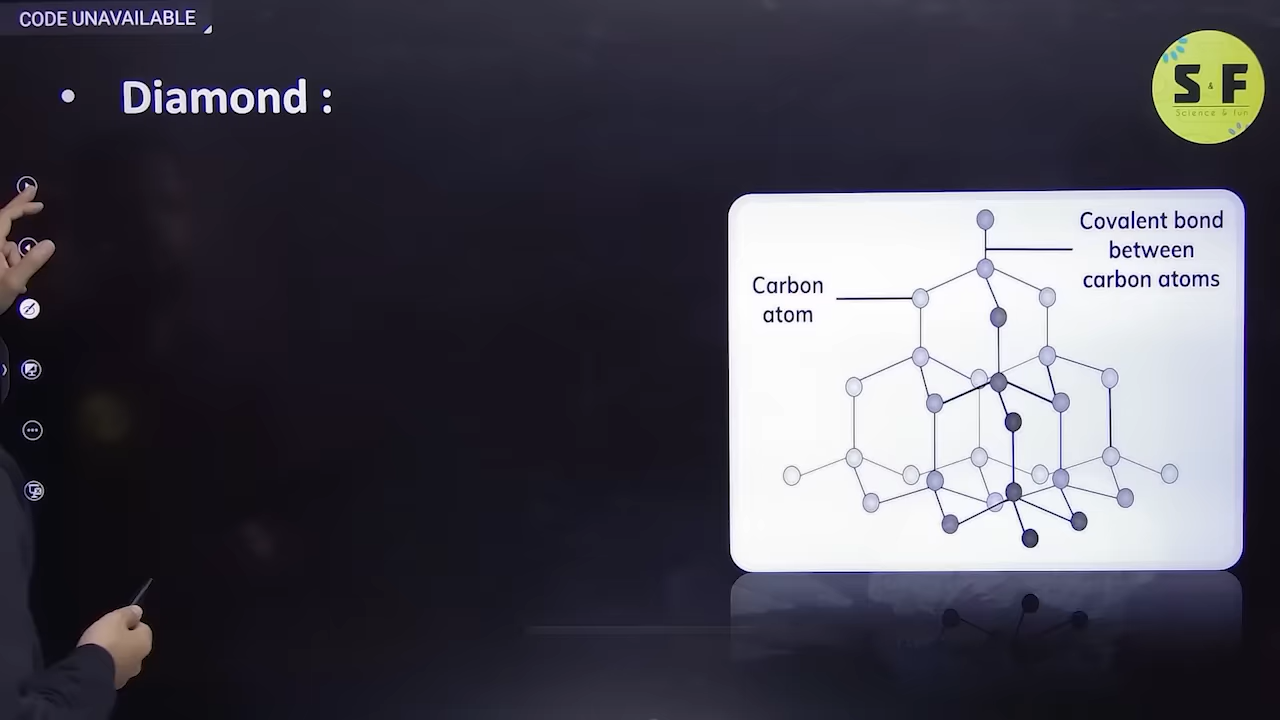 CODE UNAVAILABLE
• Diamond :
S & F
Science & fun
Covalent bond
between
carbon atoms
Carbon
atom